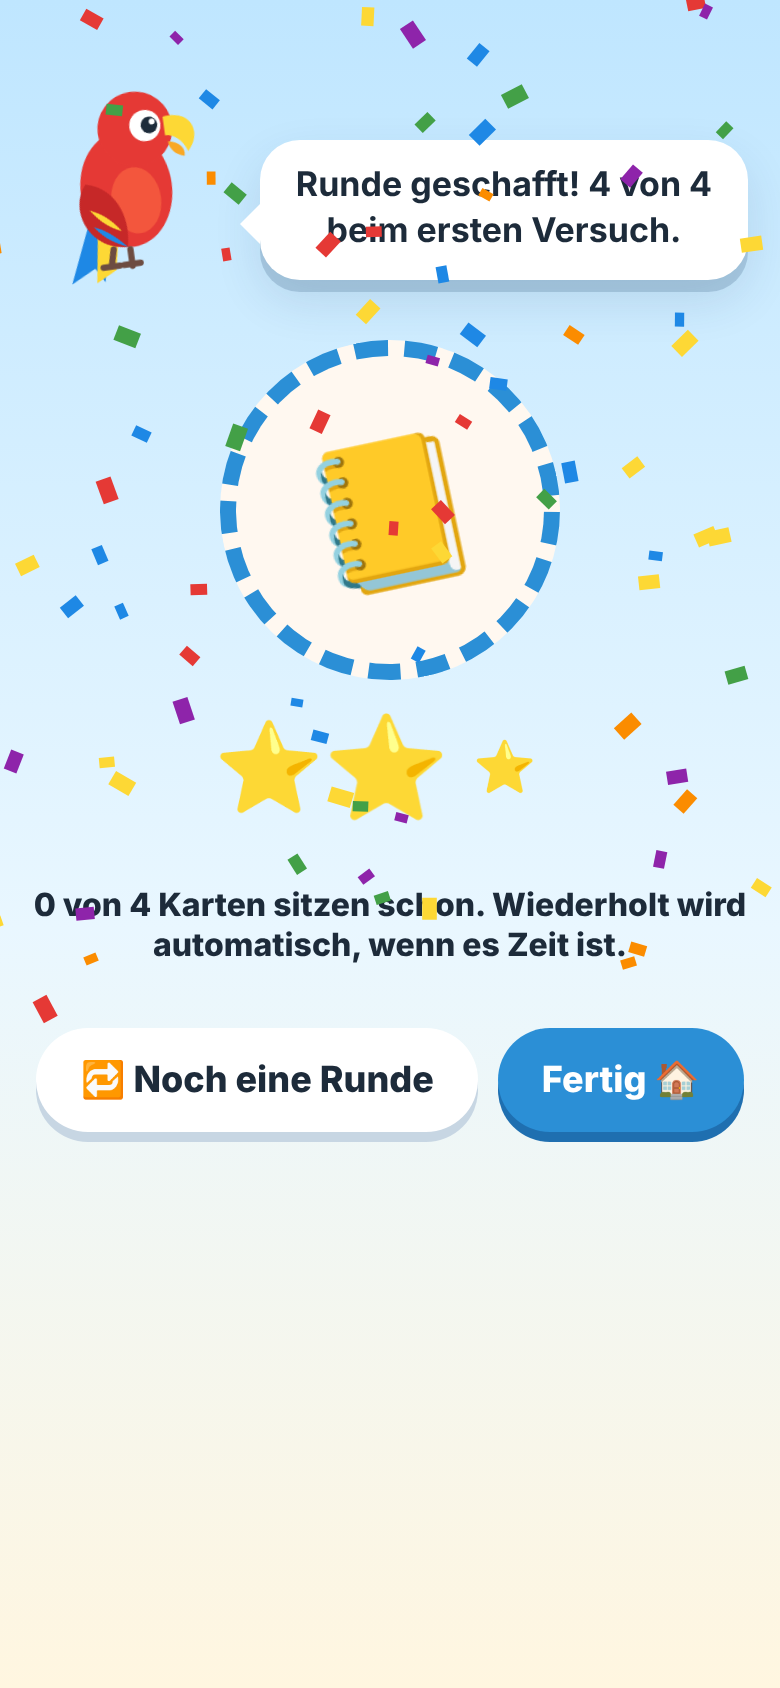 Runde geschafft! 4 von 4
beim ersten Versuch.
0 von 4 Karten sitzen schon. Wiederholt wird
automatisch, wenn es Zeit ist.
Noch eine Runde
Fertig